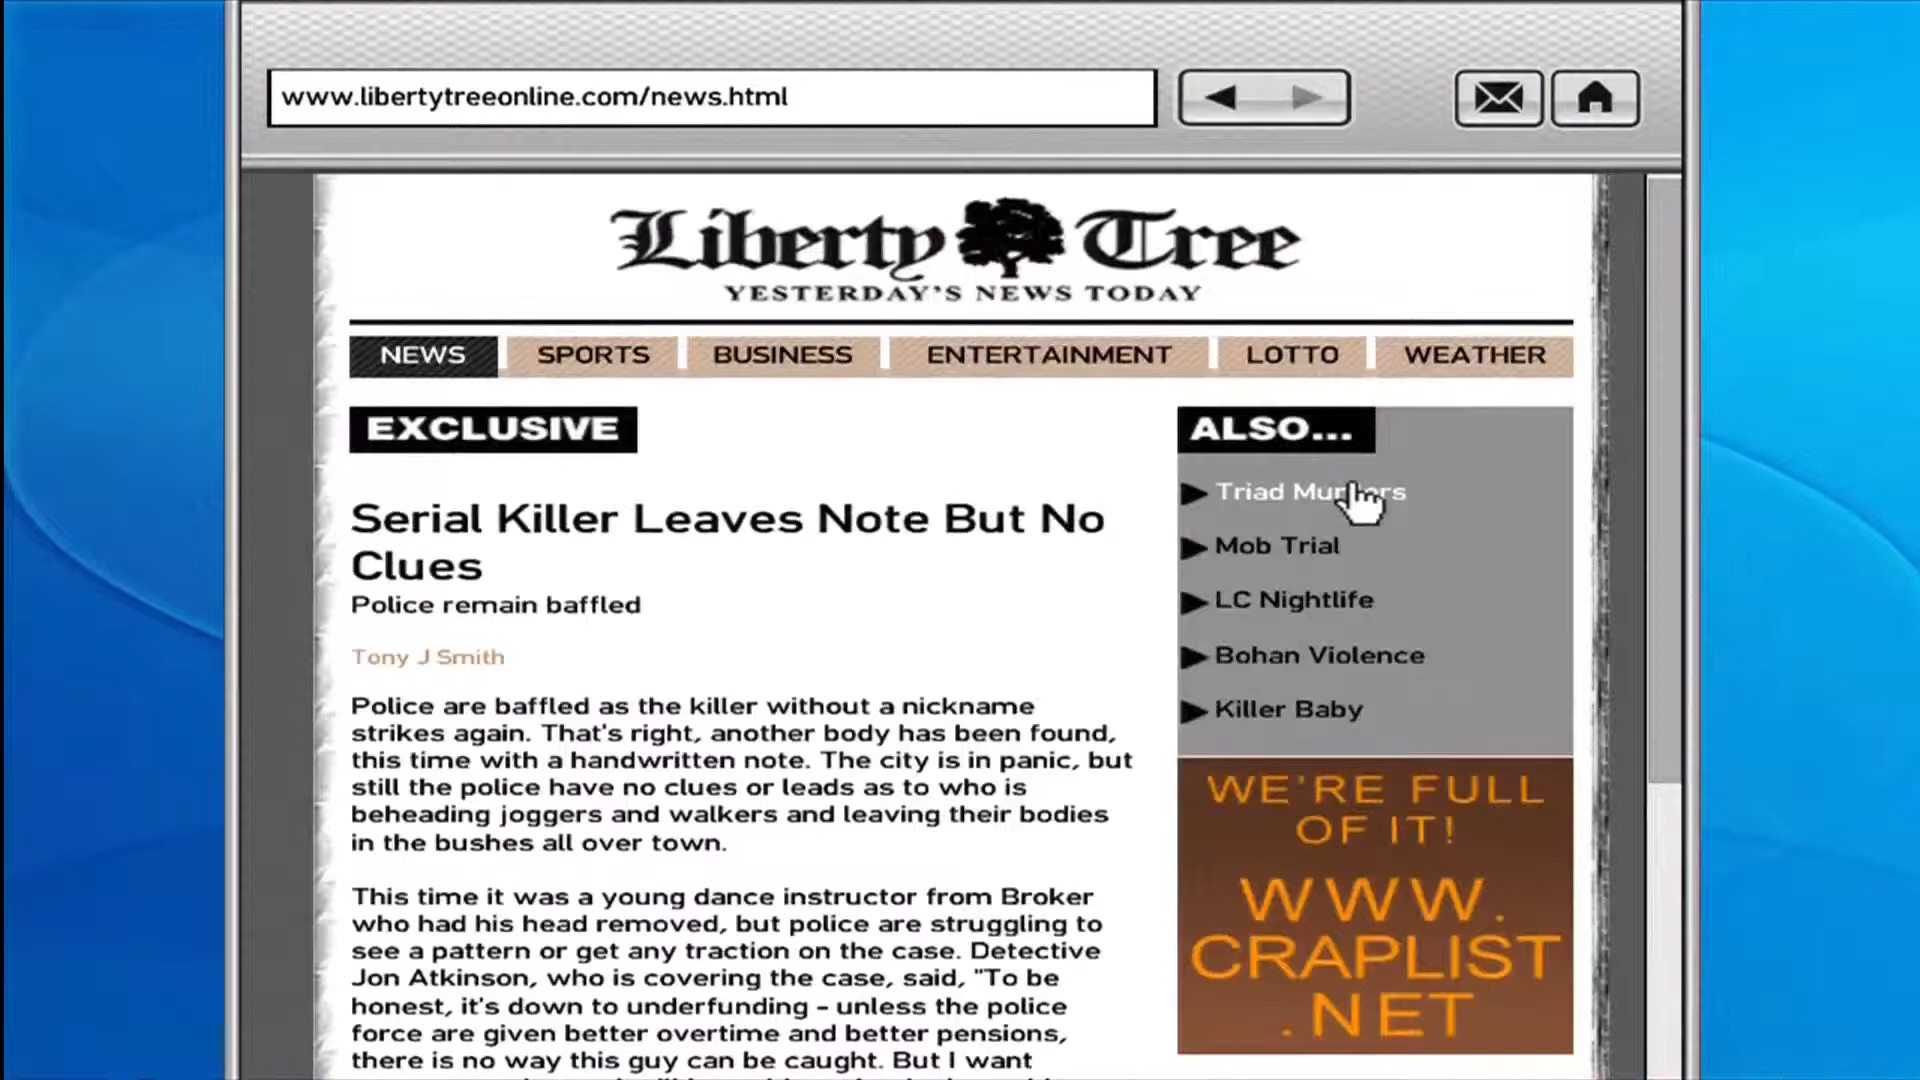 www.libertytreeonline.com/news.html
Liberty Tree
YESTERDAY'S NEWS TODAY
NEWS SPORTS BUSINESS ENTERTAINMENT LOTTO WEATHER
EXCLUSIVE
Serial Killer Leaves Note But No
Clues
Police remain baffled
Tony J Smith
Police are baffled as the killer without a nickname
strikes again. That's right, another body has been found,
this time with a handwritten note. The city is in panic, but
still the police have no clues or leads as to who is
beheading joggers and walkers and leaving their bodies
in the bushes all over town.
This time it was a young dance instructor from Broker
who had his head removed, but police are struggling to
see a pattern or get any traction on the case. Detective
Jon Atkinson, who is covering the case, said, "To be
honest, it's down to underfunding - unless the police
force are given better overtime and better pensions,
there is no way this guy can be caught. But I want
ALSO...
Triad Murders
Mob Trial
LC Nightlife
Bohan Violence
Killer Baby
WE'RE FULL
OF IT!
WWW.
CRAPLIST
.NET